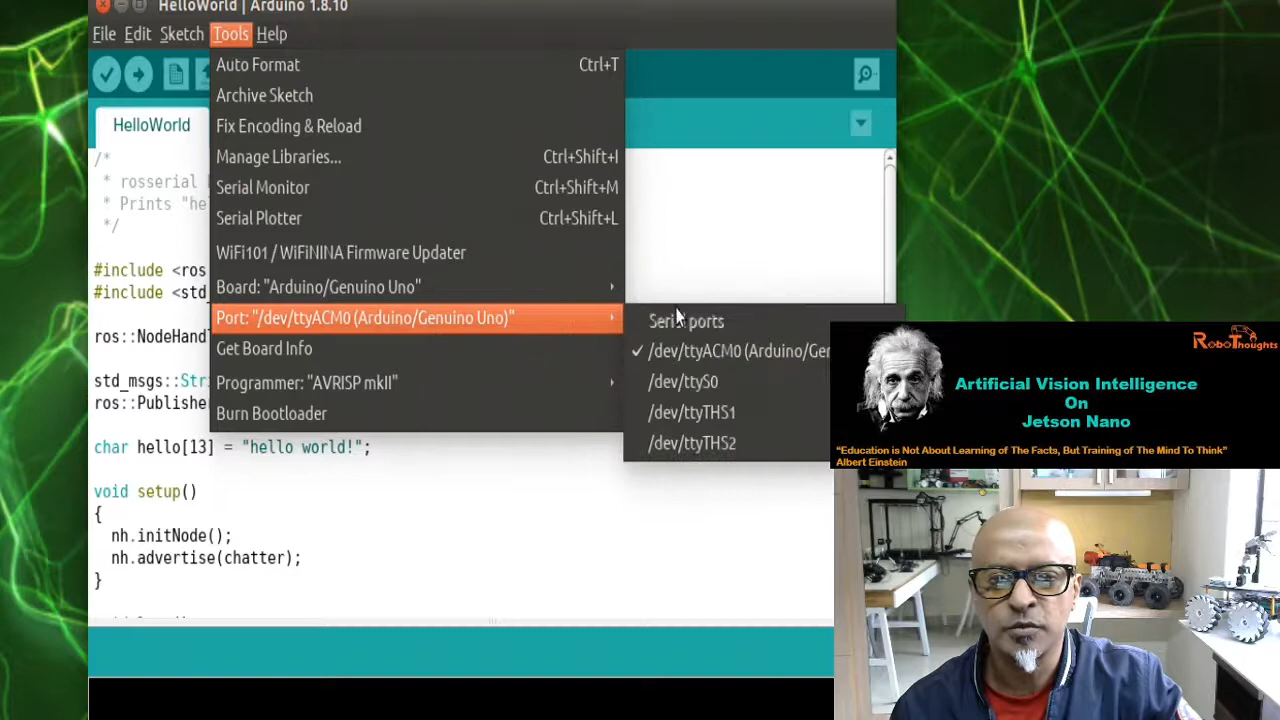 HelloWorld | Arduino 1.8.10
File Edit Sketch Tools Help
Auto Format Ctrl+T
Archive Sketch
Fix Encoding & Reload
Manage Libraries... Ctrl+Shift+I
Serial Monitor Ctrl+Shift+M
Serial Plotter Ctrl+Shift+L
WiFi101 / WiFiNINA Firmware Updater
Board: "Arduino/Genuino Uno"
Port: "/dev/ttyACM0 (Arduino/Genuino Uno)"
Get Board Info
Programmer: "AVRISP mkII"
Burn Bootloader
Serial ports
/dev/ttyACM0 (Arduino/Ger
/dev/ttyS0
/dev/ttyTHS1
/dev/ttyTHS2
HelloWorld
/*
* rosserial
* Prints "he
*/
#include <ros
#include <std_
ros::NodeHandl
std_msgs::Stri
ros::Publisher
char hello[13] = "hello world!";
void setup()
{
nh.initNode();
nh.advertise(chatter);
}
ROBOTHOUGHTS
Artificial Vision Intelligence
On
Jetson Nano
“Education is Not About Learning of The Facts, But Training of The Mind To Think”
Albert Einstein